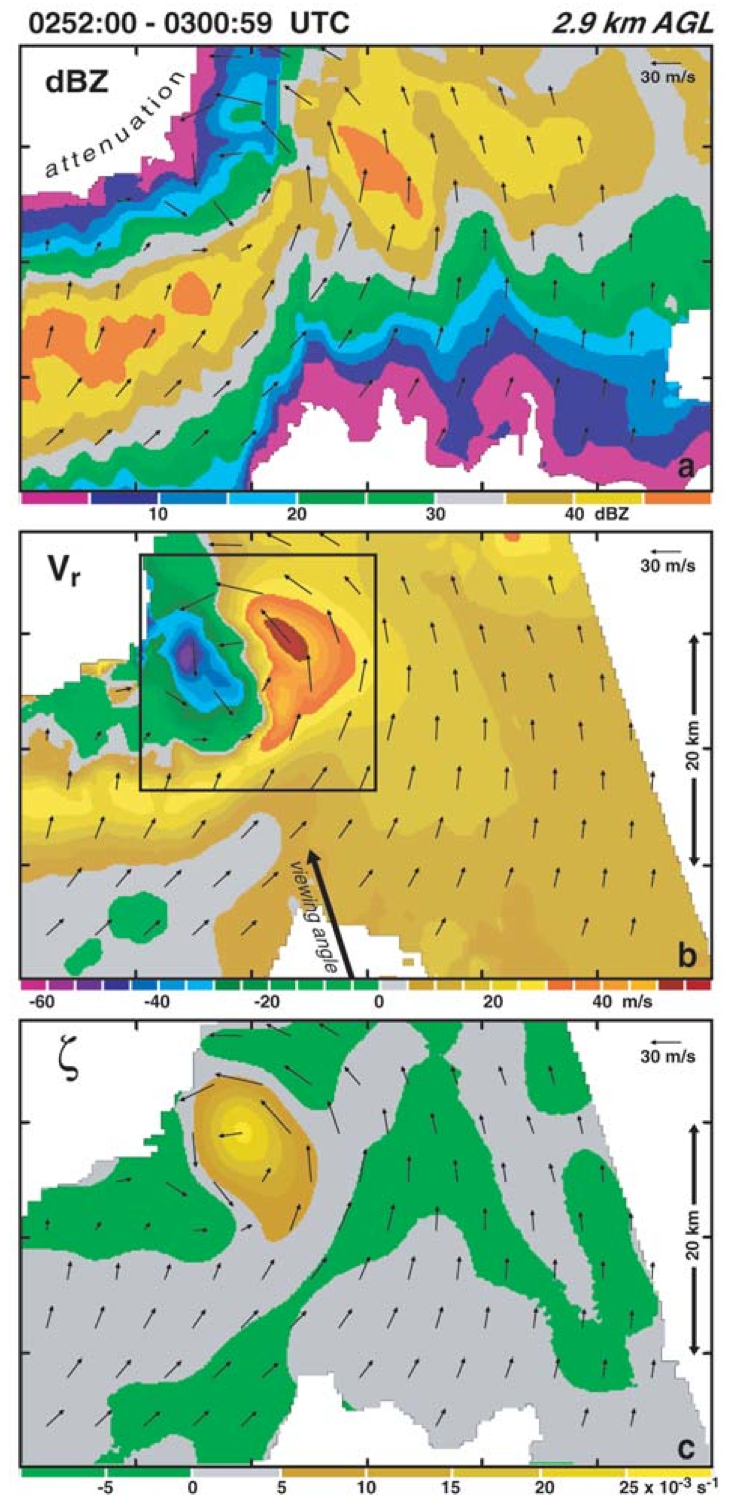 0252:00 - 0300:59 UTC 2.9 km AGL
dBZ
attenuation
30 m/s
a
10 20 30 40 dBZ
Vr
30 m/s
20 km
viewing angle
b
-60 -40 -20 0 20 40 m/s
ζ
30 m/s
20 km
c
-5 0 5 10 15 20 25 x 10⁻³ s⁻¹